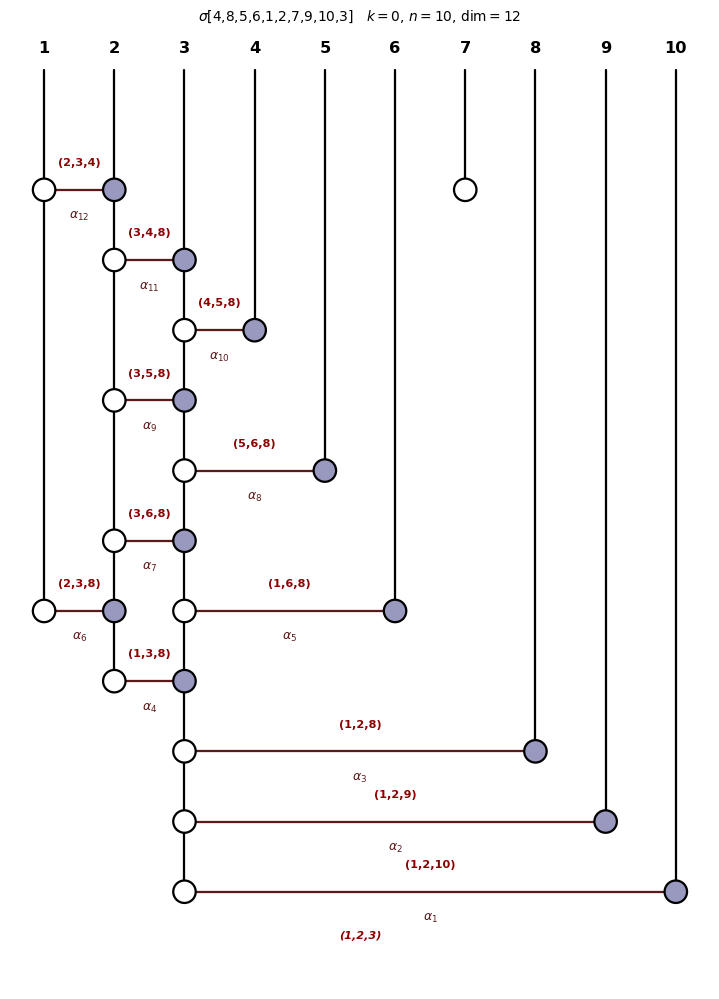 σ[4,8,5,6,1,2,7,9,10,3] k = 0, n = 10, dim = 12
1 2 3 4 5 6 7 8 9 10
(2,3,4)
α12
(3,4,8)
α11
(4,5,8)
α10
(3,5,8)
α9
(5,6,8)
α8
(3,6,8)
α7
(2,3,8) (1,6,8)
α6 α5
(1,3,8)
α4
(1,2,8)
α3
(1,2,9)
α2
(1,2,10)
α1
(1,2,3)